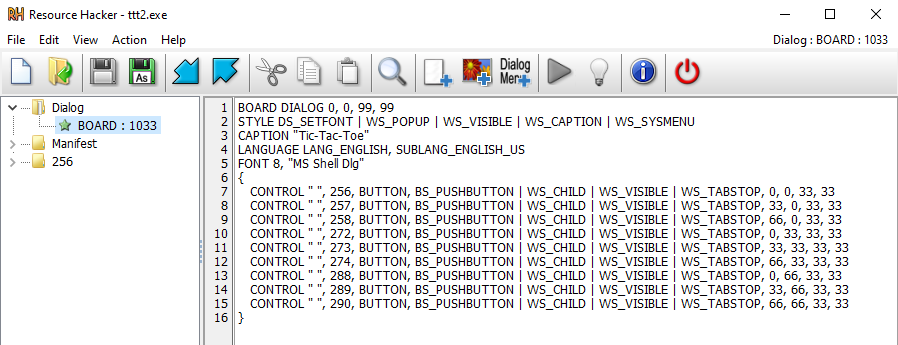 Resource Hacker - ttt2.exe
File Edit View Action Help
Dialog : BOARD : 1033
As
Dialog
Menu
Dialog
BOARD : 1033
Manifest
256
1 BOARD DIALOG 0, 0, 99, 99
2 STYLE DS_SETFONT | WS_POPUP | WS_VISIBLE | WS_CAPTION | WS_SYSMENU
3 CAPTION "Tic-Tac-Toe"
4 LANGUAGE LANG_ENGLISH, SUBLANG_ENGLISH_US
5 FONT 8, "MS Shell Dlg"
6 {
7 CONTROL " ", 256, BUTTON, BS_PUSHBUTTON | WS_CHILD | WS_VISIBLE | WS_TABSTOP, 0, 0, 33, 33
8 CONTROL " ", 257, BUTTON, BS_PUSHBUTTON | WS_CHILD | WS_VISIBLE | WS_TABSTOP, 33, 0, 33, 33
9 CONTROL " ", 258, BUTTON, BS_PUSHBUTTON | WS_CHILD | WS_VISIBLE | WS_TABSTOP, 66, 0, 33, 33
10 CONTROL " ", 272, BUTTON, BS_PUSHBUTTON | WS_CHILD | WS_VISIBLE | WS_TABSTOP, 0, 33, 33, 33
11 CONTROL " ", 273, BUTTON, BS_PUSHBUTTON | WS_CHILD | WS_VISIBLE | WS_TABSTOP, 33, 33, 33, 33
12 CONTROL " ", 274, BUTTON, BS_PUSHBUTTON | WS_CHILD | WS_VISIBLE | WS_TABSTOP, 66, 33, 33, 33
13 CONTROL " ", 288, BUTTON, BS_PUSHBUTTON | WS_CHILD | WS_VISIBLE | WS_TABSTOP, 0, 66, 33, 33
14 CONTROL " ", 289, BUTTON, BS_PUSHBUTTON | WS_CHILD | WS_VISIBLE | WS_TABSTOP, 33, 66, 33, 33
15 CONTROL " ", 290, BUTTON, BS_PUSHBUTTON | WS_CHILD | WS_VISIBLE | WS_TABSTOP, 66, 66, 33, 33
16 }